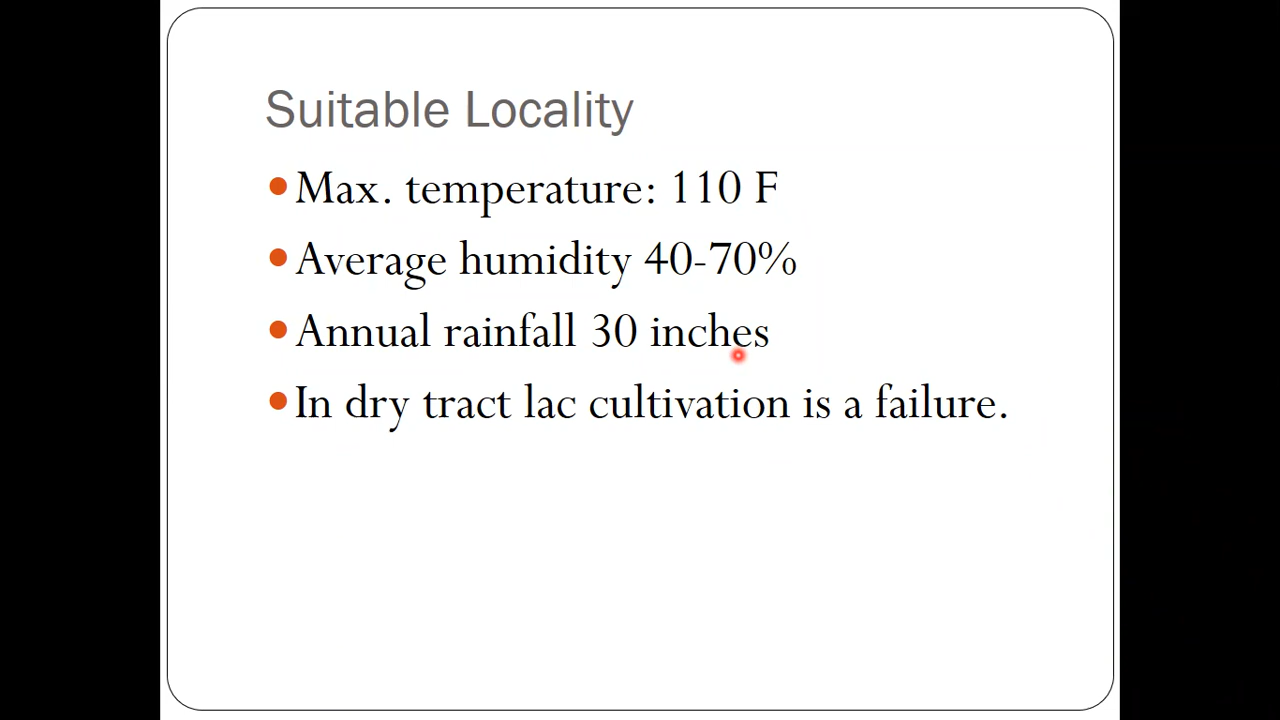 Suitable Locality
•Max. temperature: 110 F
•Average humidity 40-70%
•Annual rainfall 30 inches
•In dry tract lac cultivation is a failure.